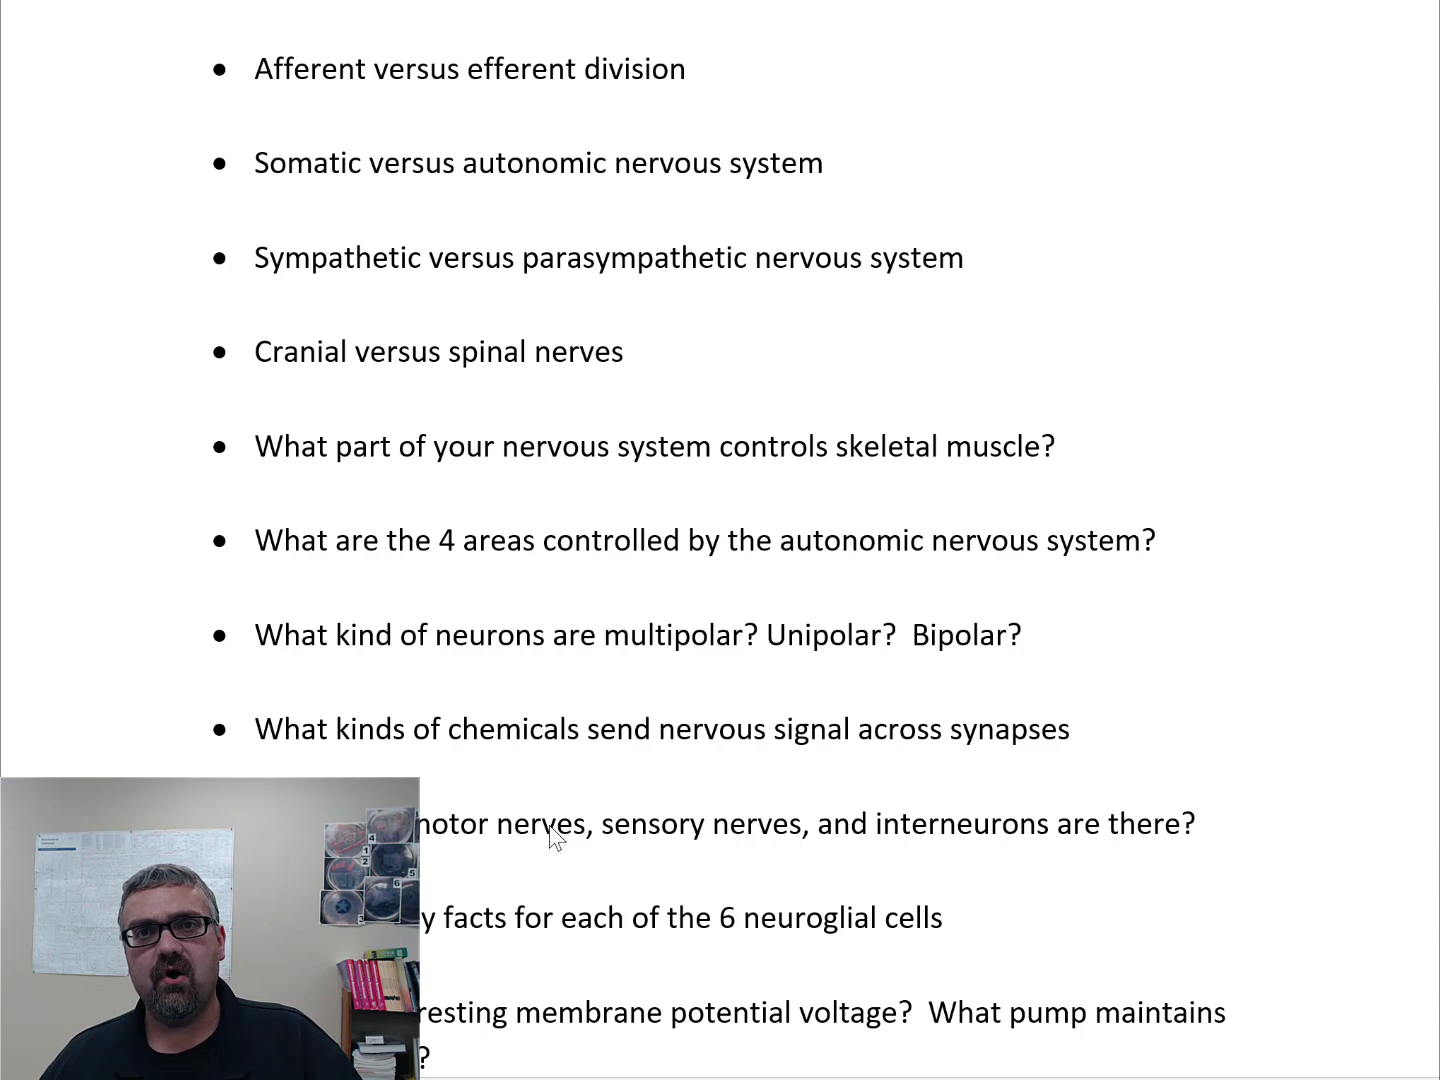 • Afferent versus efferent division
• Somatic versus autonomic nervous system
• Sympathetic versus parasympathetic nervous system
• Cranial versus spinal nerves
• What part of your nervous system controls skeletal muscle?
• What are the 4 areas controlled by the autonomic nervous system?
• What kind of neurons are multipolar? Unipolar?  Bipolar?
• What kinds of chemicals send nervous signal across synapses
nerves, sensory nerves, and interneurons are there?
facts for each of the 6 neuroglial cells
resting membrane potential voltage?  What pump maintains
?